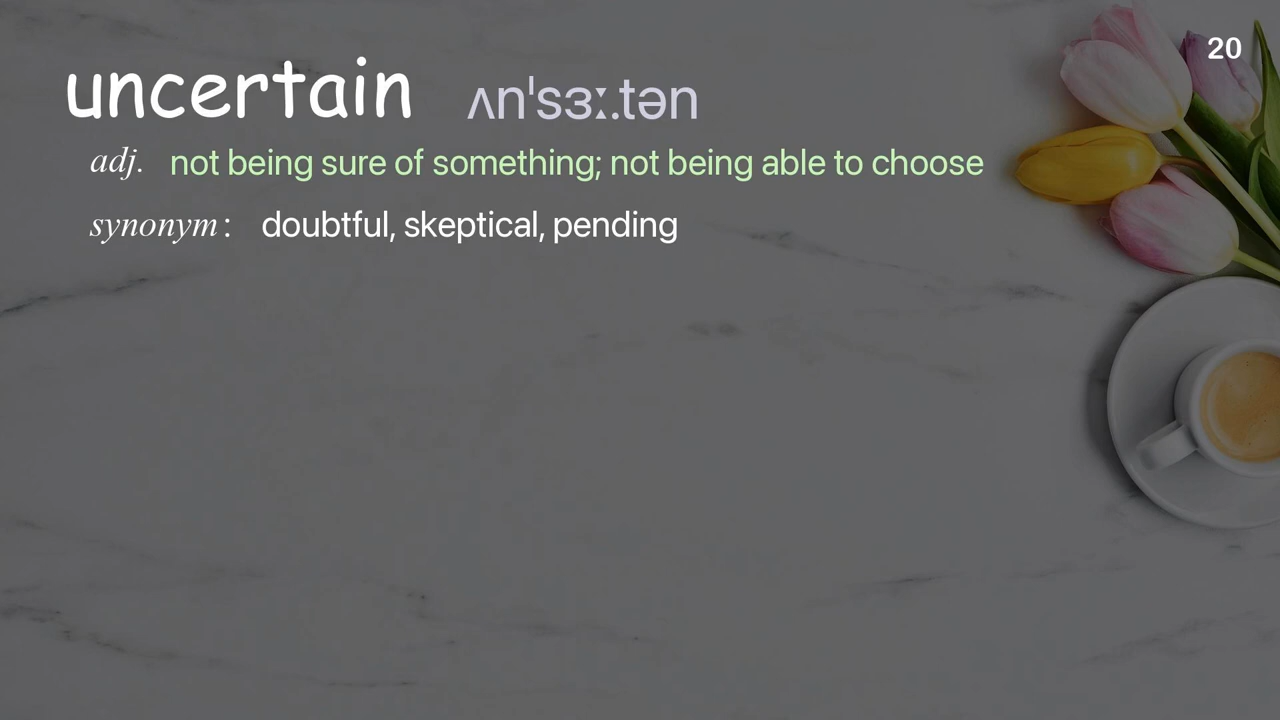 20
uncertain ʌnˈsɜː.tən
adj. not being sure of something; not being able to choose
synonym: doubtful, skeptical, pending